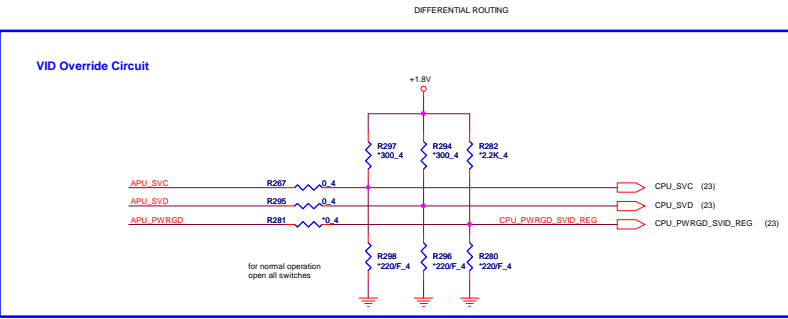 DIFFERENTIAL ROUTING
VID Override Circuit
+1.8V
R297
*300_4
R294
*300_4
R282
*2.2K_4
APU_SVC
R267
0_4
CPU_SVC (23)
APU_SVD
R295
0_4
CPU_SVD (23)
APU_PWRGD
R281
*0_4
CPU_PWRGD_SVID_REG
CPU_PWRGD_SVID_REG (23)
for normal operation
open all switches
R298
*220/F_4
R296
*220/F_4
R280
*220/F_4